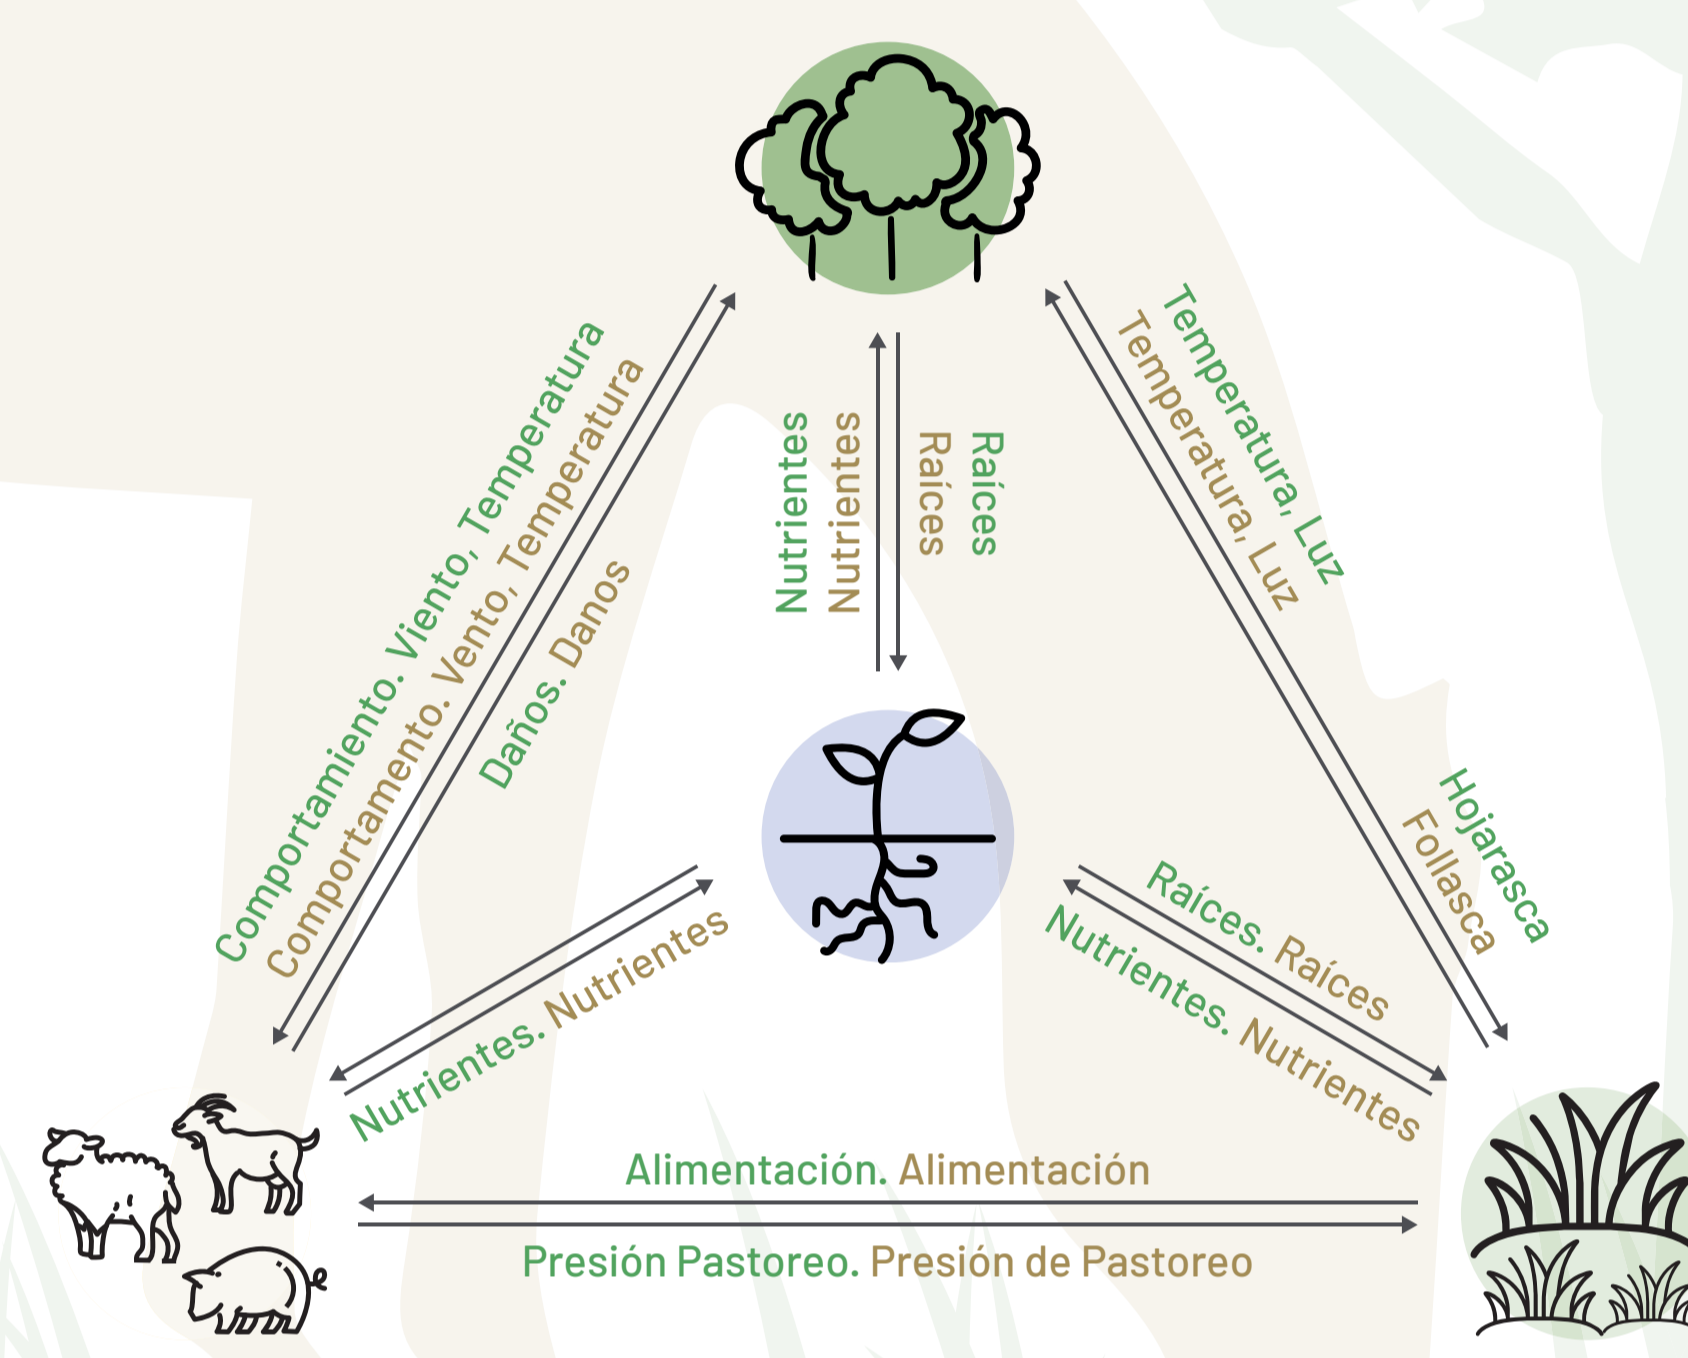 Comportamiento. Viento, Temperatura
Comportamento. Vento, Temperatura
Daños. Danos
Nutrientes
Nutrientes
Raíces
Raíces
Temperatura, Luz
Temperatura, Luz
Hojarasca
Follasca
Nutrientes. Nutrientes
Raíces. Raíces
Nutrientes. Nutrientes
Alimentación. Alimentación
Presión Pastoreo. Presión de Pastoreo